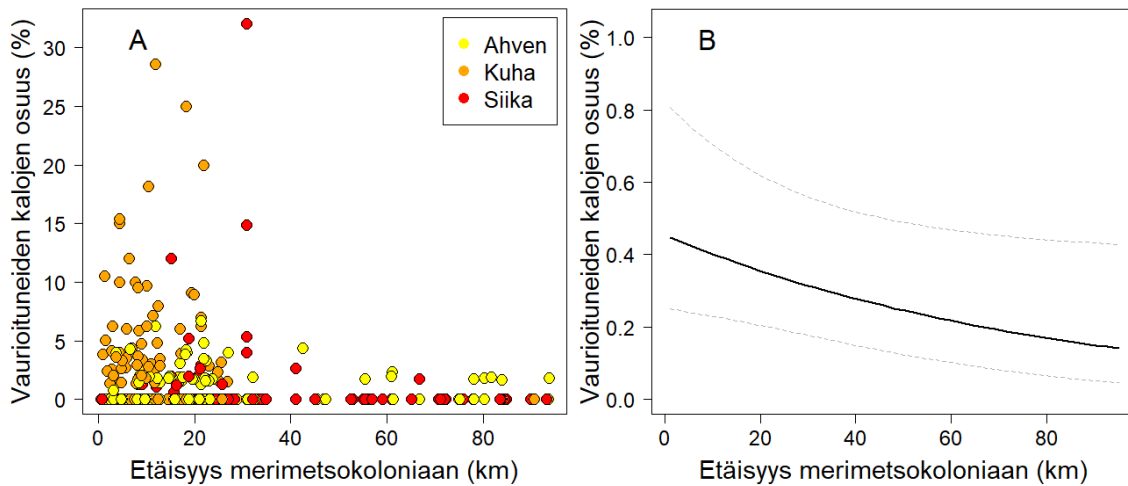 A
B
Ahven
Kuha
Siika
Vaurioituneiden kalojen osuus (%)
30
25
20
15
10
5
0
0 20 40 60 80
Etäisyys merimetsokoloniaan (km)
Vaurioituneiden kalojen osuus (%)
1.0
0.8
0.6
0.4
0.2
0.0
0 20 40 60 80
Etäisyys merimetsokoloniaan (km)